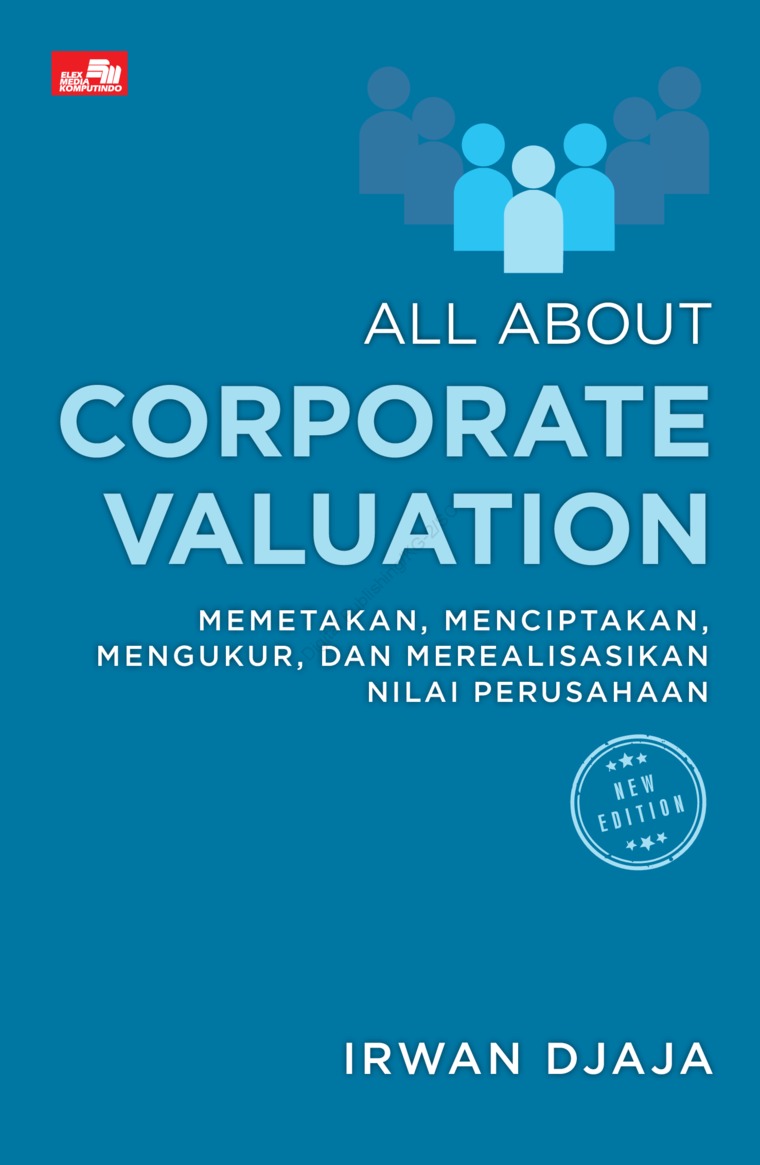 ELEX
MEDIA
KOMPUTINDO
ALL ABOUT
CORPORATE
VALUATION
MEMETAKAN, MENCIPTAKAN,
MENGUKUR, DAN MEREALISASIKAN
NILAI PERUSAHAAN
NEW
EDITION
IRWAN DJAJA